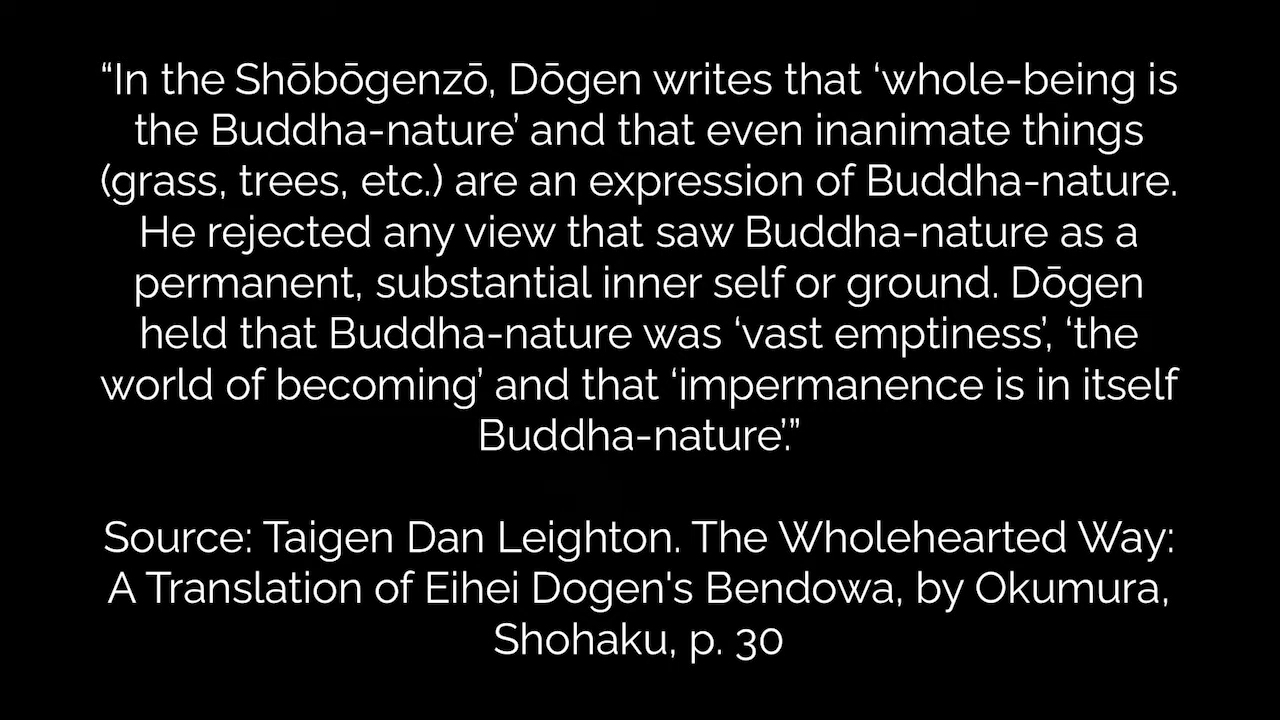 “In the Shōbōgenzō, Dōgen writes that ‘whole-being is
the Buddha-nature’ and that even inanimate things
(grass, trees, etc.) are an expression of Buddha-nature.
He rejected any view that saw Buddha-nature as a
permanent, substantial inner self or ground. Dōgen
held that Buddha-nature was ‘vast emptiness’, ‘the
world of becoming’ and that ‘impermanence is in itself
Buddha-nature’.”
Source: Taigen Dan Leighton. The Wholehearted Way:
A Translation of Eihei Dogen's Bendowa, by Okumura,
Shohaku, p. 30